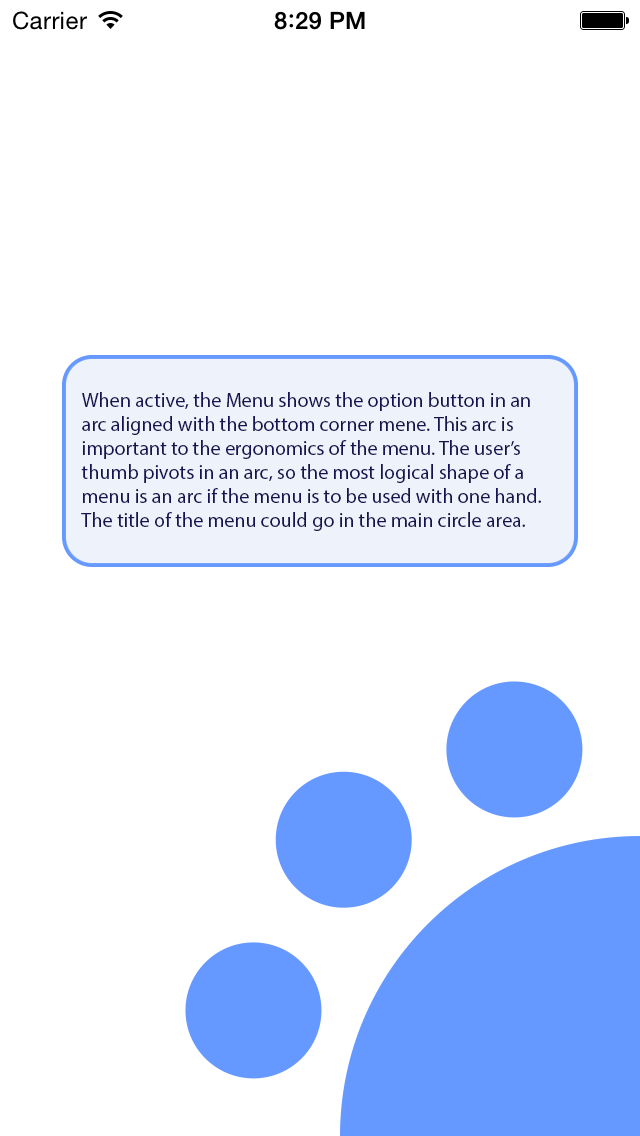 Carrier 8:29 PM
When active, the Menu shows the option button in an
arc aligned with the bottom corner mene. This arc is
important to the ergonomics of the menu. The user’s
thumb pivots in an arc, so the most logical shape of a
menu is an arc if the menu is to be used with one hand.
The title of the menu could go in the main circle area.